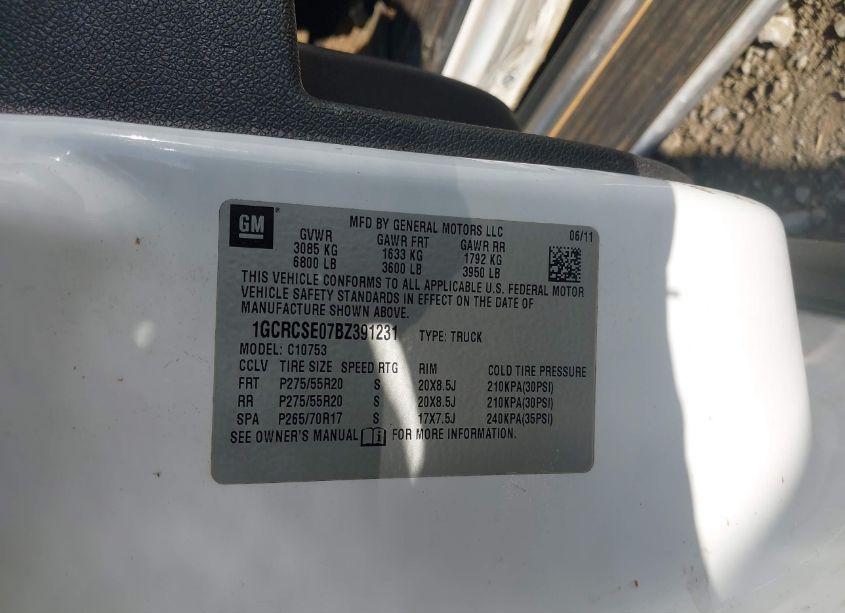 GM
MFD BY GENERAL MOTORS LLC
06/11
GVWR GAWR FRT GAWR RR
3085 KG 1633 KG 1792 KG
6800 LB 3600 LB 3950 LB
THIS VEHICLE CONFORMS TO ALL APPLICABLE U.S. FEDERAL MOTOR
VEHICLE SAFETY STANDARDS IN EFFECT ON THE DATE OF
MANUFACTURE SHOWN ABOVE.
1GCRCSE07BZ391231 TYPE: TRUCK
MODEL: C10753
CCLV TIRE SIZE SPEED RTG RIM COLD TIRE PRESSURE
FRT P275/55R20 S 20X8.5J 210KPA(30PSI)
RR P275/55R20 S 20X8.5J 210KPA(30PSI)
SPA P265/70R17 S 17X7.5J 240KPA(35PSI)
SEE OWNER'S MANUAL FOR MORE INFORMATION.